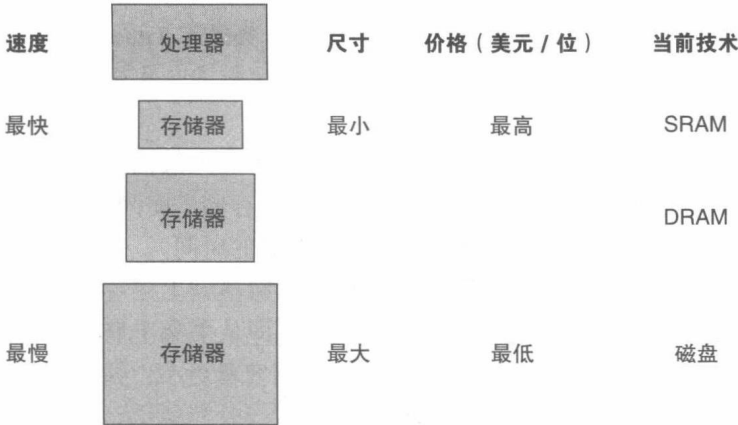 速度 处理器 尺寸 价格（美元 / 位） 当前技术
最快 存储器 最小 最高 SRAM
存储器 DRAM
最慢 存储器 最大 最低 磁盘